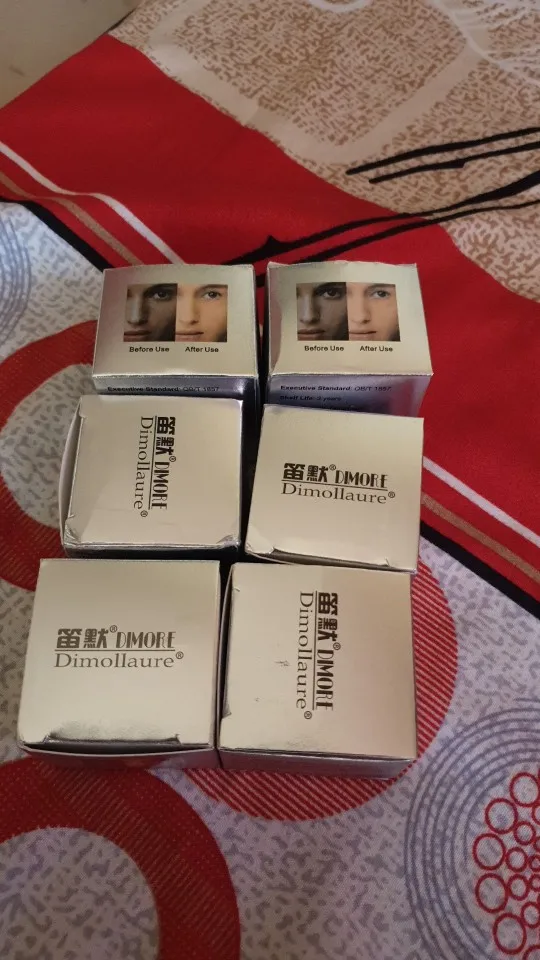 Before Use After Use
Executive Standard: QB/T 1857
Before Use After Use
Executive Standard: QB/T 1857
Shelf Life: 3 years
笛默® DIMORE
Dimollaure®
笛默® DIMORE
Dimollaure®
笛默® DIMORE
Dimollaure®
笛默® DIMORE
Dimollaure®